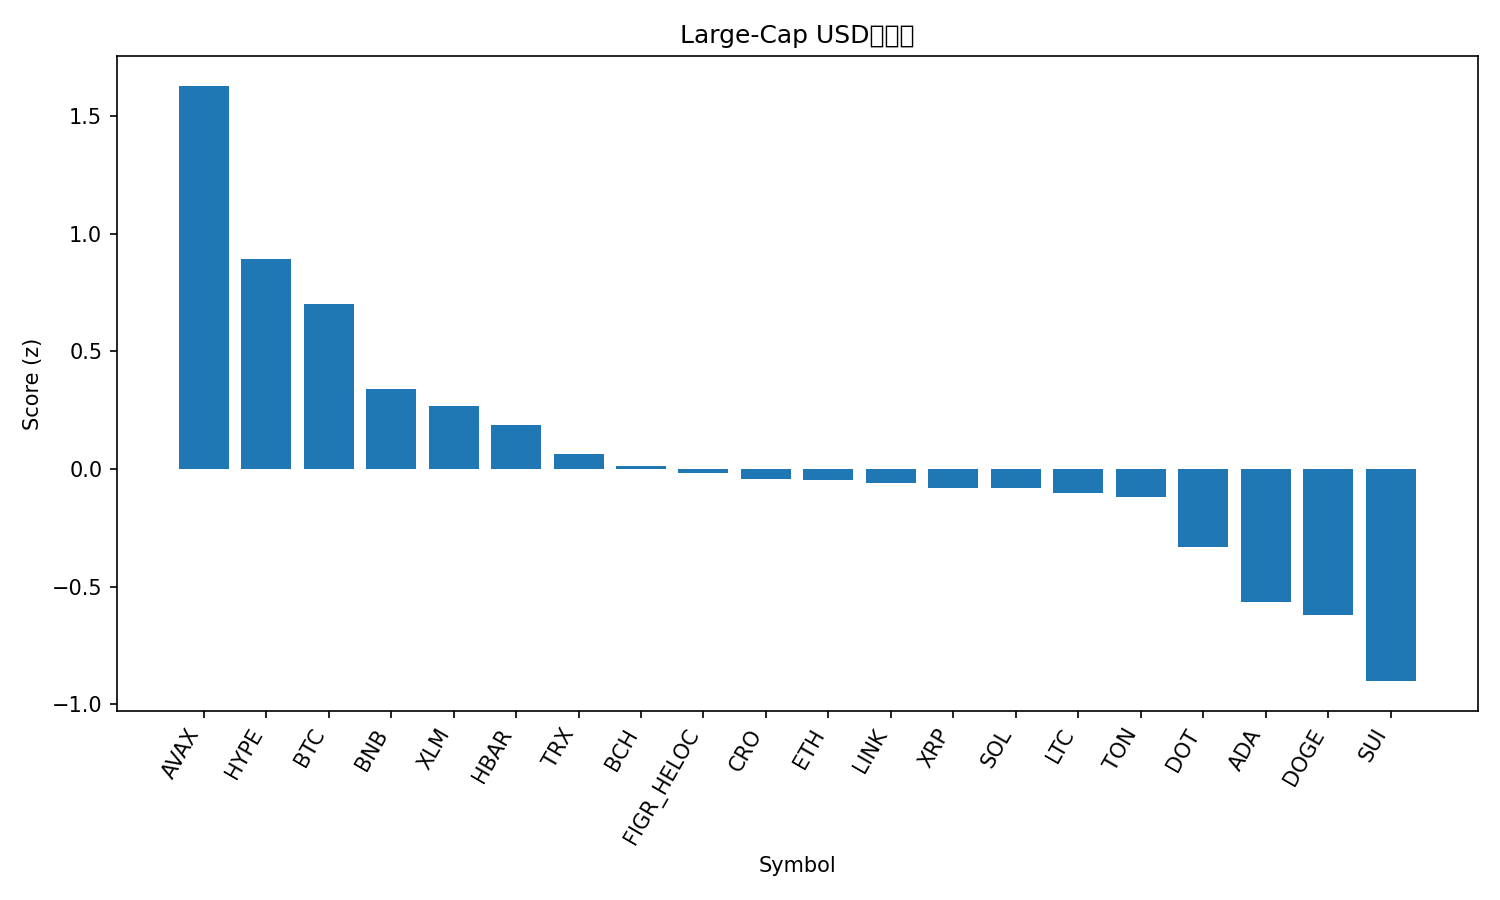 Large-Cap USD
Score (z)
1.5
1.0
0.5
0.0
−0.5
−1.0
AVAX
HYPE
BTC
BNB
XLM
HBAR
TRX
BCH
FIGR_HELOC
CRO
ETH
LINK
XRP
SOL
LTC
TON
DOT
ADA
DOGE
SUI
Symbol